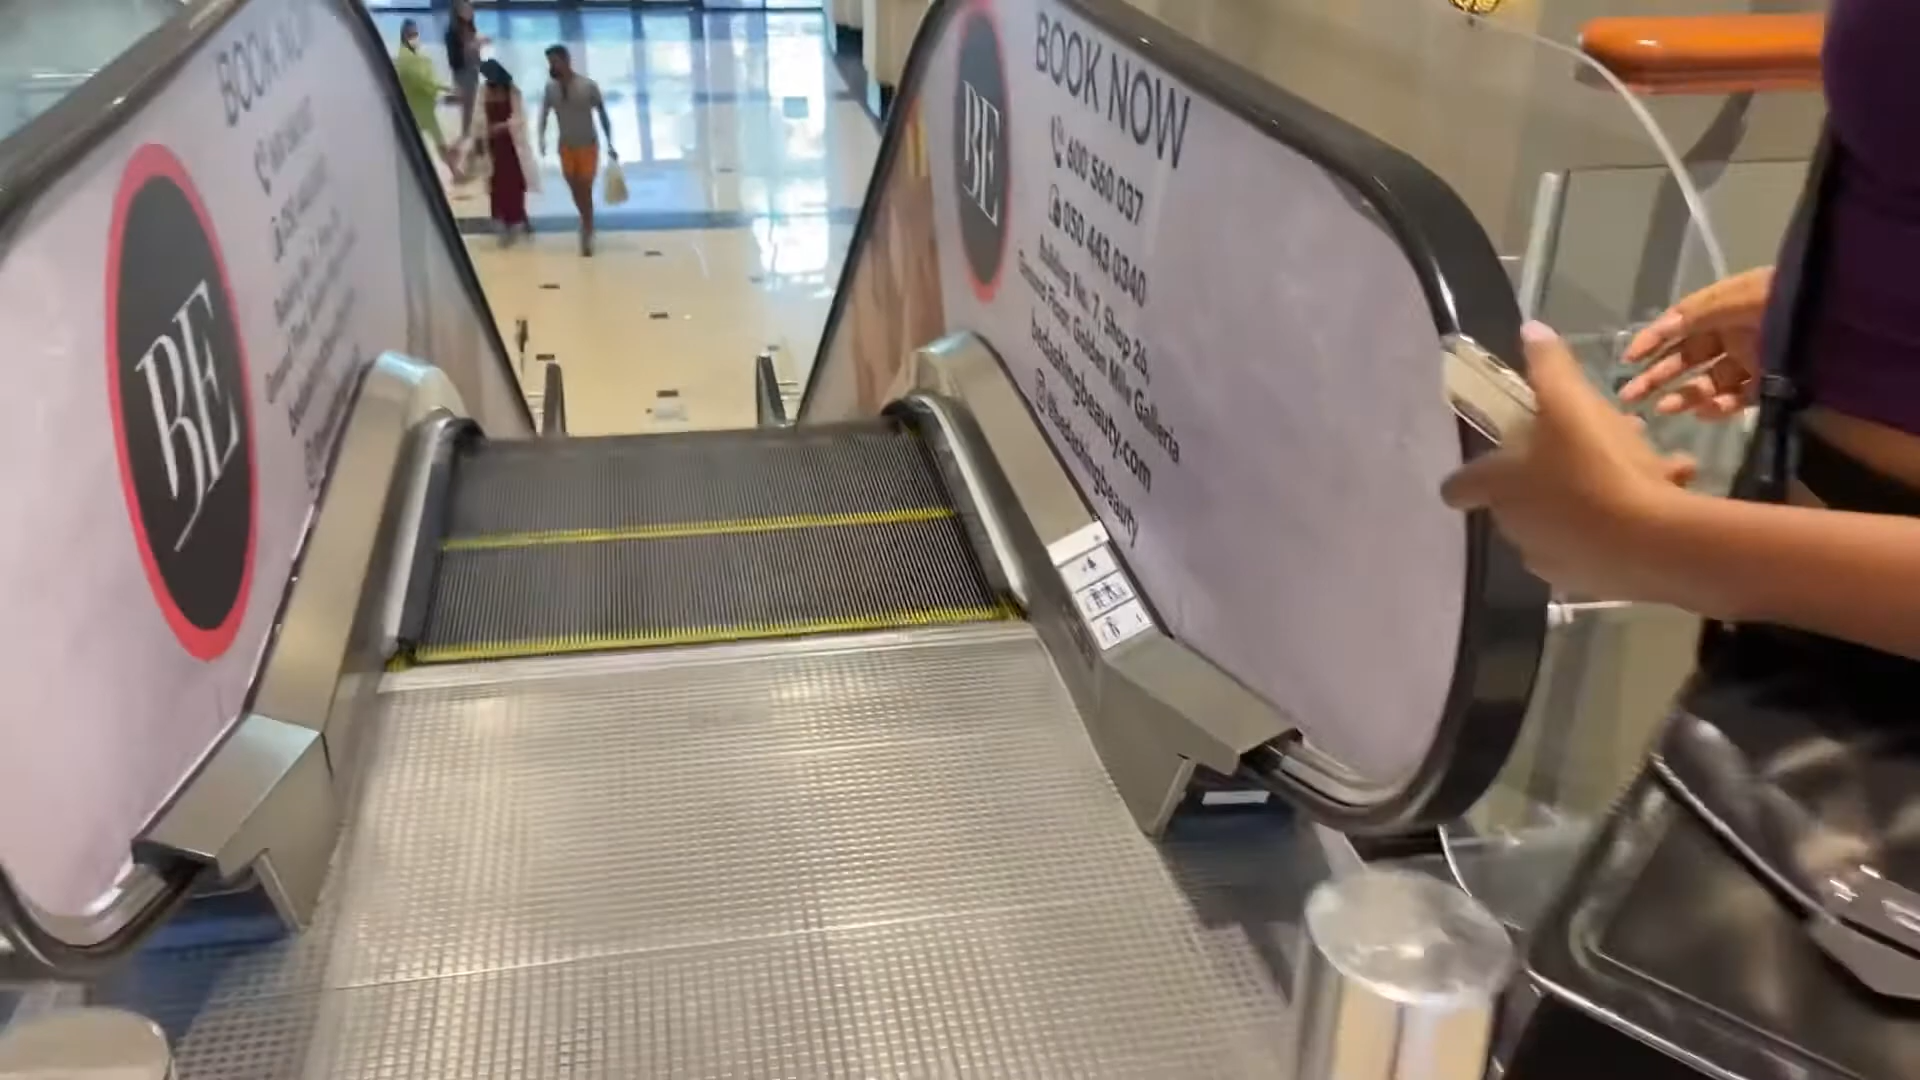 BOOK NOW
BE
BOOK NOW
600 560 037
050 443 0340
Building No. 7, Shop 26,
Ground Floor, Golden Mile Galleria
bedashingbeauty.com
@bedashingbeauty
BE